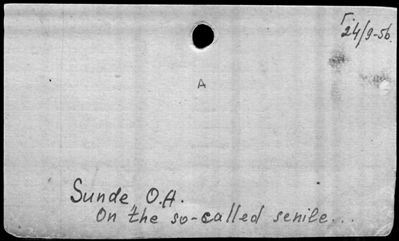 г. 24/9-56.
A
Sunde O.A.
On the so-called senile...